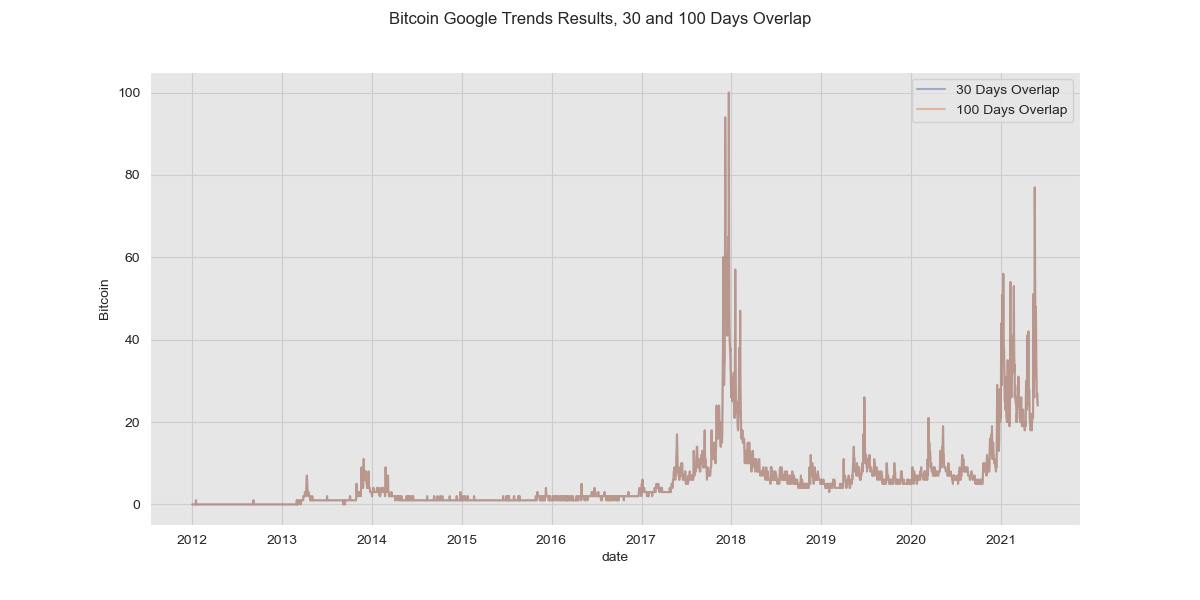 Bitcoin Google Trends Results, 30 and 100 Days Overlap
30 Days Overlap
100 Days Overlap
100
80
60
40
20
0
Bitcoin
2012 2013 2014 2015 2016 2017 2018 2019 2020 2021
date